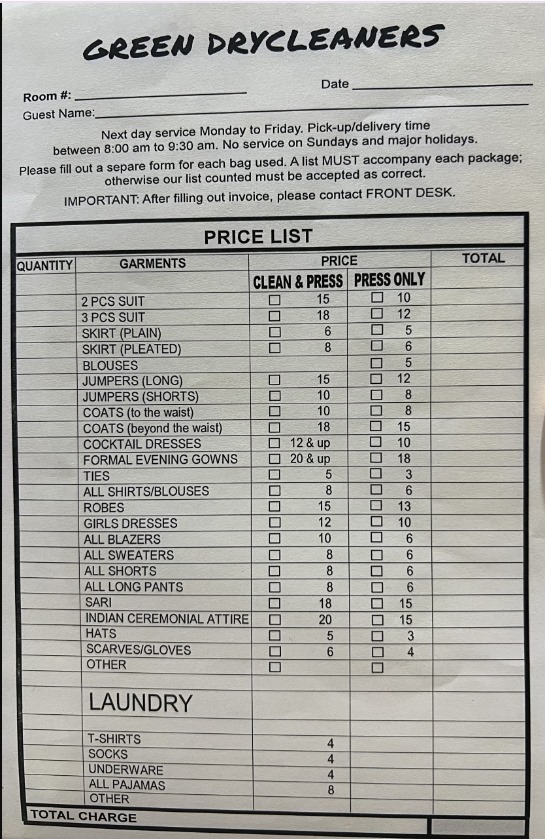 GREEN DRYCLEANERS
Room #: Date
Guest Name:
Next day service Monday to Friday. Pick-up/delivery time
between 8:00 am to 9:30 am. No service on Sundays and major holidays.
Please fill out a separe form for each bag used. A list MUST accompany each package;
otherwise our list counted must be accepted as correct.
IMPORTANT: After filling out invoice, please contact FRONT DESK.
PRICE LIST
QUANTITY GARMENTS PRICE TOTAL
CLEAN & PRESS PRESS ONLY
2 PCS SUIT 15 10
3 PCS SUIT 18 12
SKIRT (PLAIN) 6 5
SKIRT (PLEATED) 8 6
BLOUSES 5
JUMPERS (LONG) 15 12
JUMPERS (SHORTS) 10 8
COATS (to the waist) 10 8
COATS (beyond the waist) 18 15
COCKTAIL DRESSES 12 & up 10
FORMAL EVENING GOWNS 20 & up 18
TIES 5 3
ALL SHIRTS/BLOUSES 8 6
ROBES 15 13
GIRLS DRESSES 12 10
ALL BLAZERS 10 6
ALL SWEATERS 8 6
ALL SHORTS 8 6
ALL LONG PANTS 8 6
SARI 18 15
INDIAN CEREMONIAL ATTIRE 20 15
HATS 5 3
SCARVES/GLOVES 6 4
OTHER
LAUNDRY
T-SHIRTS 4
SOCKS 4
UNDERWARE 4
ALL PAJAMAS 8
OTHER
TOTAL CHARGE